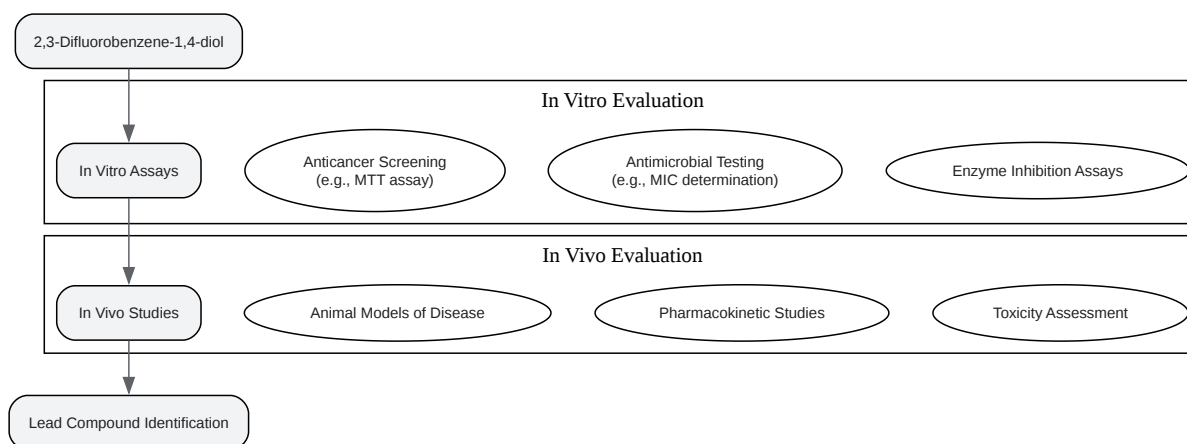 2,3-Difluorobenzene-1,4-diol
In Vitro Evaluation
In Vitro Assays
Anticancer Screening
(e.g., MTT assay)
Antimicrobial Testing
(e.g., MIC determination)
Enzyme Inhibition Assays
In Vivo Evaluation
In Vivo Studies
Animal Models of Disease
Pharmacokinetic Studies
Toxicity Assessment
Lead Compound Identification